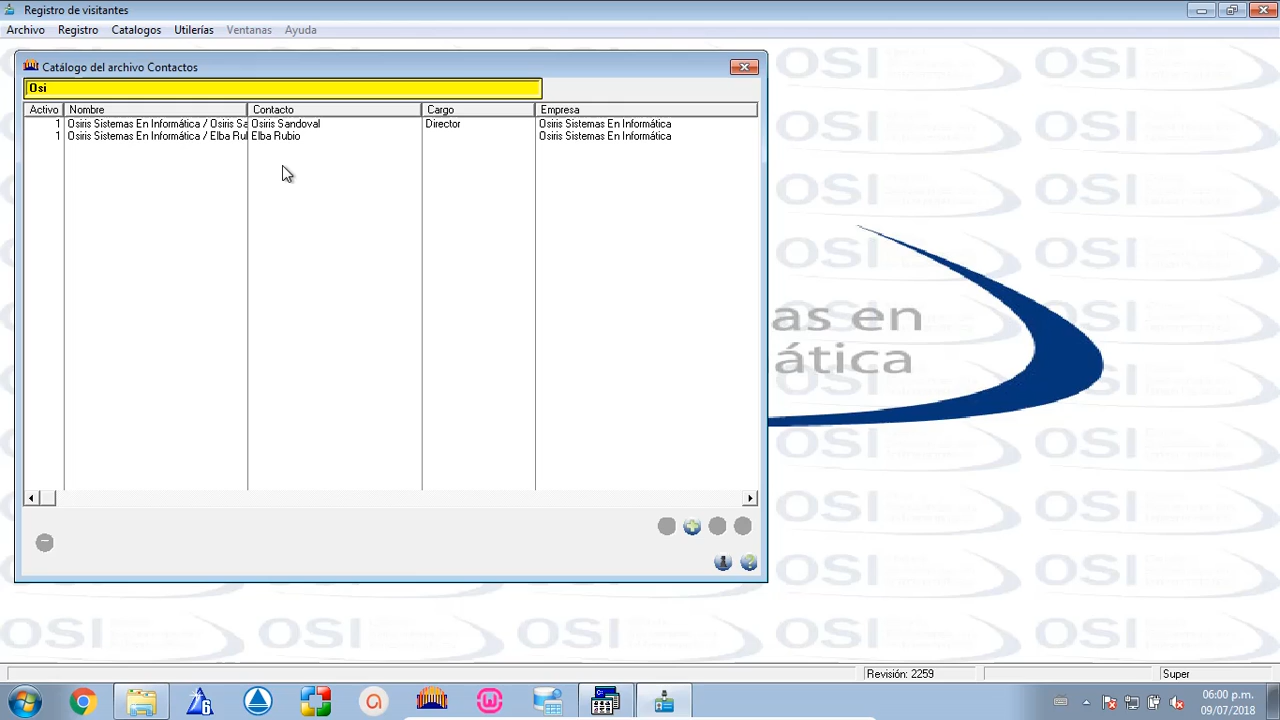 Registro de visitantes
Archivo Registro Catalogos Utilerías Ventanas Ayuda
Catálogo del archivo Contactos
Osi
Activo Nombre Contacto Cargo Empresa
1 Osiris Sistemas En Informática / Osiris Sa Osiris Sandoval Director Osiris Sistemas En Informática
1 Osiris Sistemas En Informática / Elba Rul Elba Rubio Osiris Sistemas En Informática
as en
ática
Revisión: 2259 Super
06:00 p.m.
09/07/2018